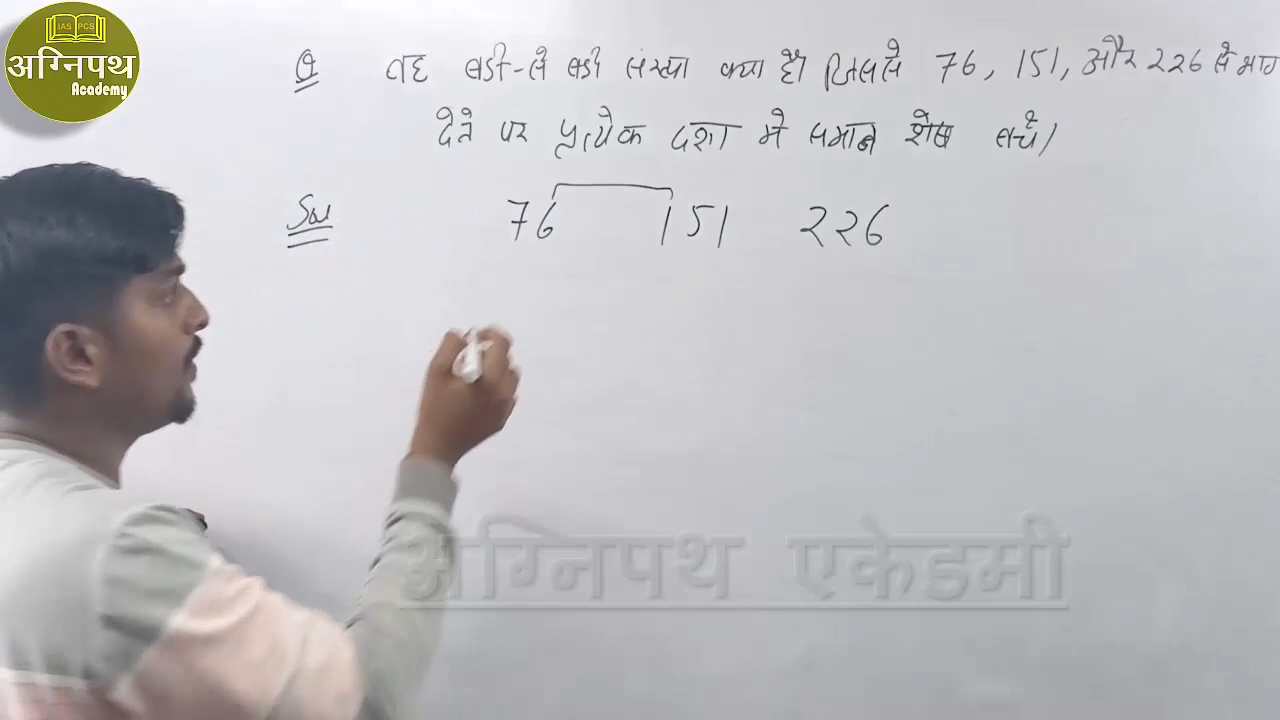 IAS PCS
अग्निपथ
Academy
Q वह बडी-से बडी संख्या क्या है। जिससे 76, 151, और 226 से भाग
देने पर प्रत्येक दशा मे समान शेष बचे।
Sol 76 151 226
अग्निपथ एकेडमी